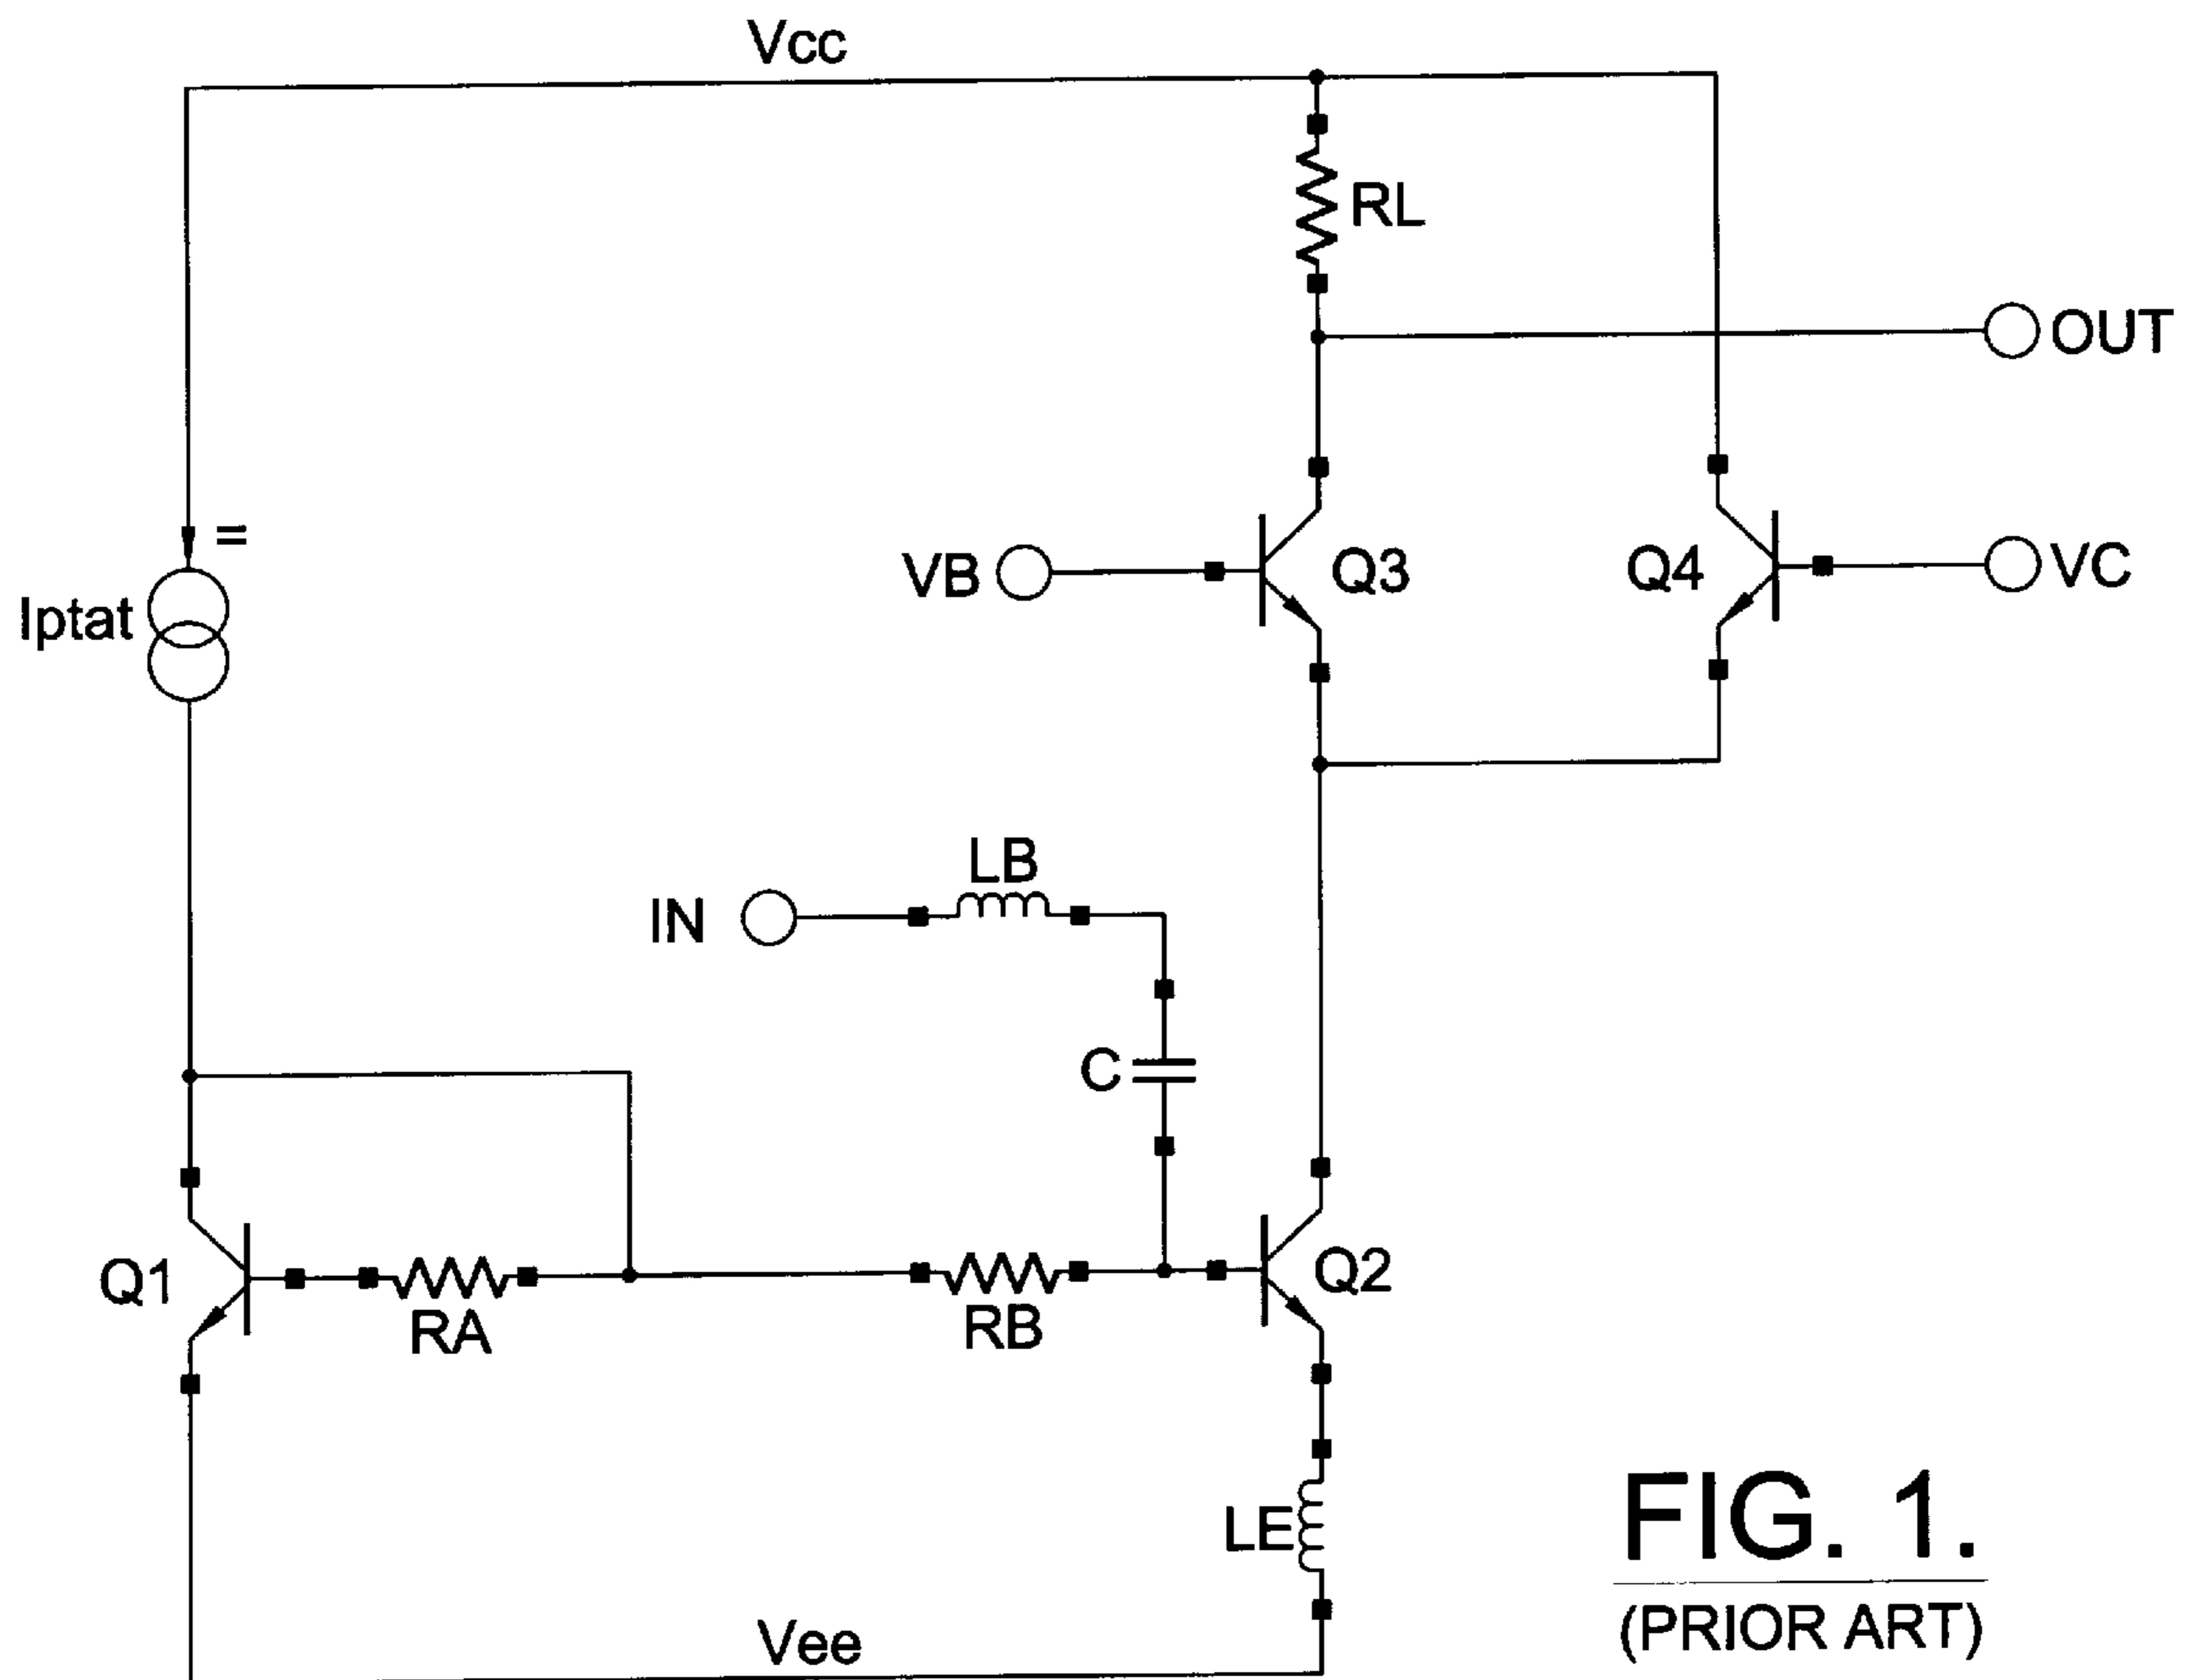 Vcc
RL
OUT
=
Iptat
VB
Q3
Q4
VC
LB
IN
C
Q1
RA
RB
Q2
LE
Vee
FIG. 1.
(PRIOR ART)